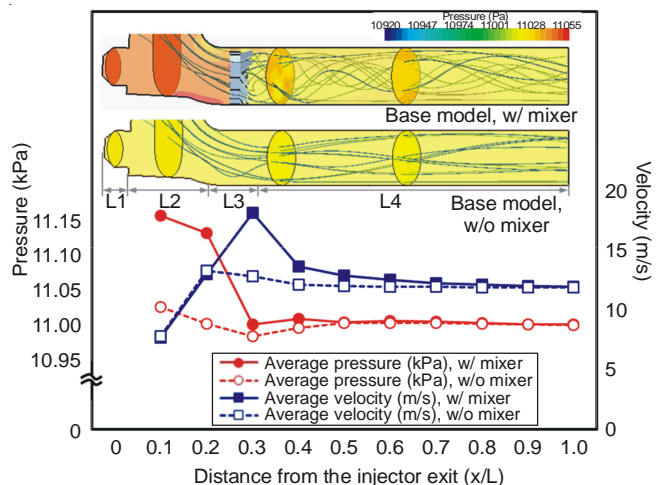 Pressure (Pa)
10920 10947 10974 11001 11028 11055
Base model, w/ mixer
L1 L2 L3 L4
Base model,
w/o mixer
Pressure (kPa)
11.15
11.10
11.05
11.00
10.95
0
Velocity (m/s)
20
15
10
5
0
Average pressure (kPa), w/ mixer
Average pressure (kPa), w/o mixer
Average velocity (m/s), w/ mixer
Average velocity (m/s), w/o mixer
0 0.1 0.2 0.3 0.4 0.5 0.6 0.7 0.8 0.9 1.0
Distance from the injector exit (x/L)